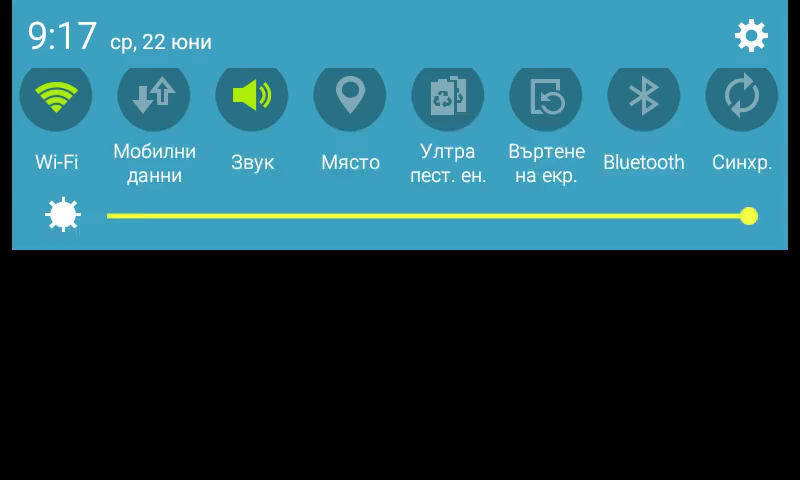 9:17 ср, 22 юни
Wi-Fi
Мобилни
данни
Звук
Място
Ултра
пест. ен.
Въртене
на екр.
Bluetooth
Синхр.